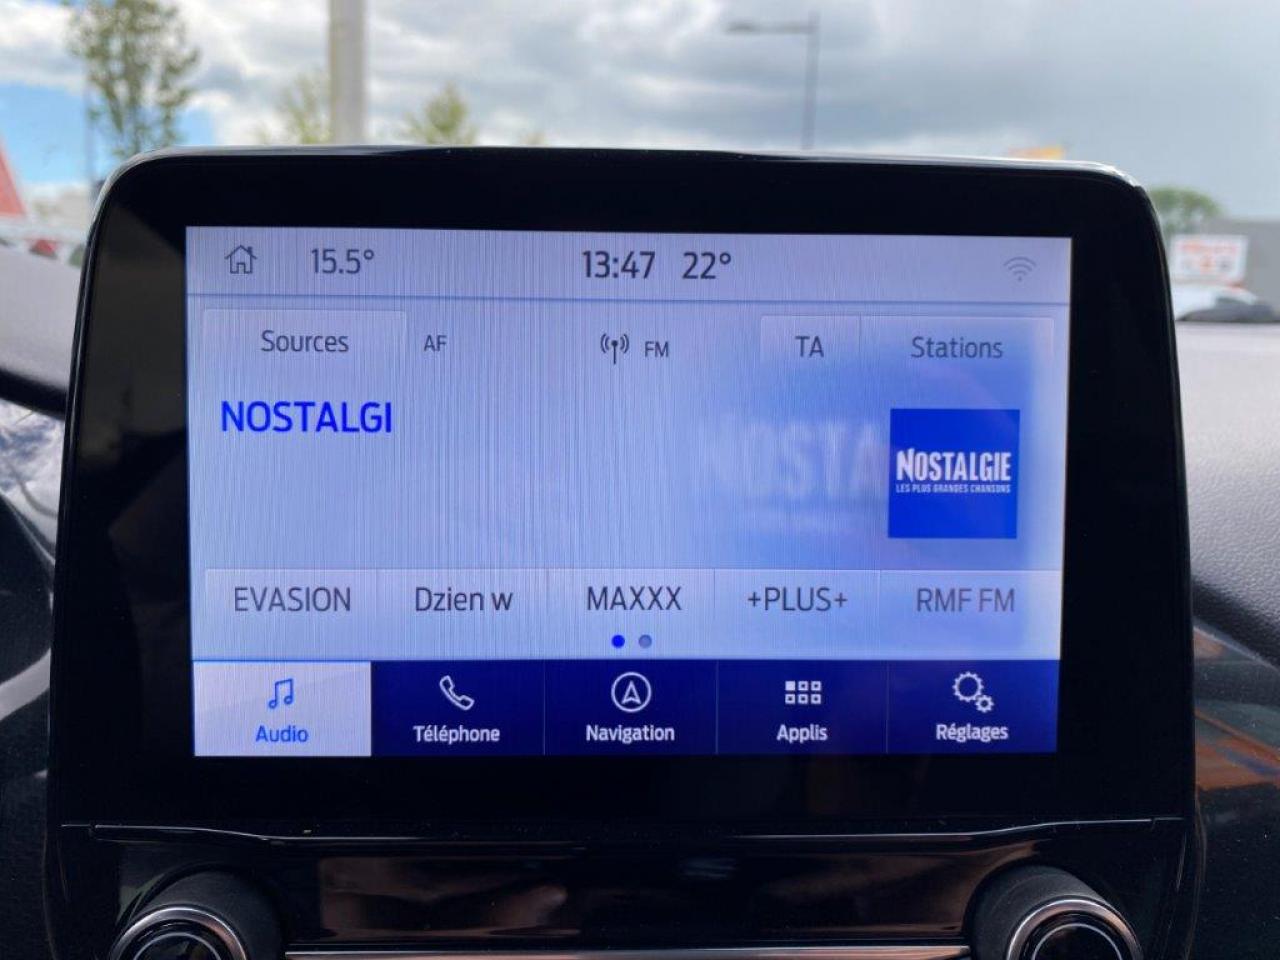 15.5° 13:47 22°
Sources AF FM TA Stations
NOSTALGI
NOSTA
NOSTALGIE
LES PLUS GRANDES CHANSONS
EVASION Dzien w MAXXX +PLUS+ RMF FM
Audio Téléphone Navigation Applis Réglages